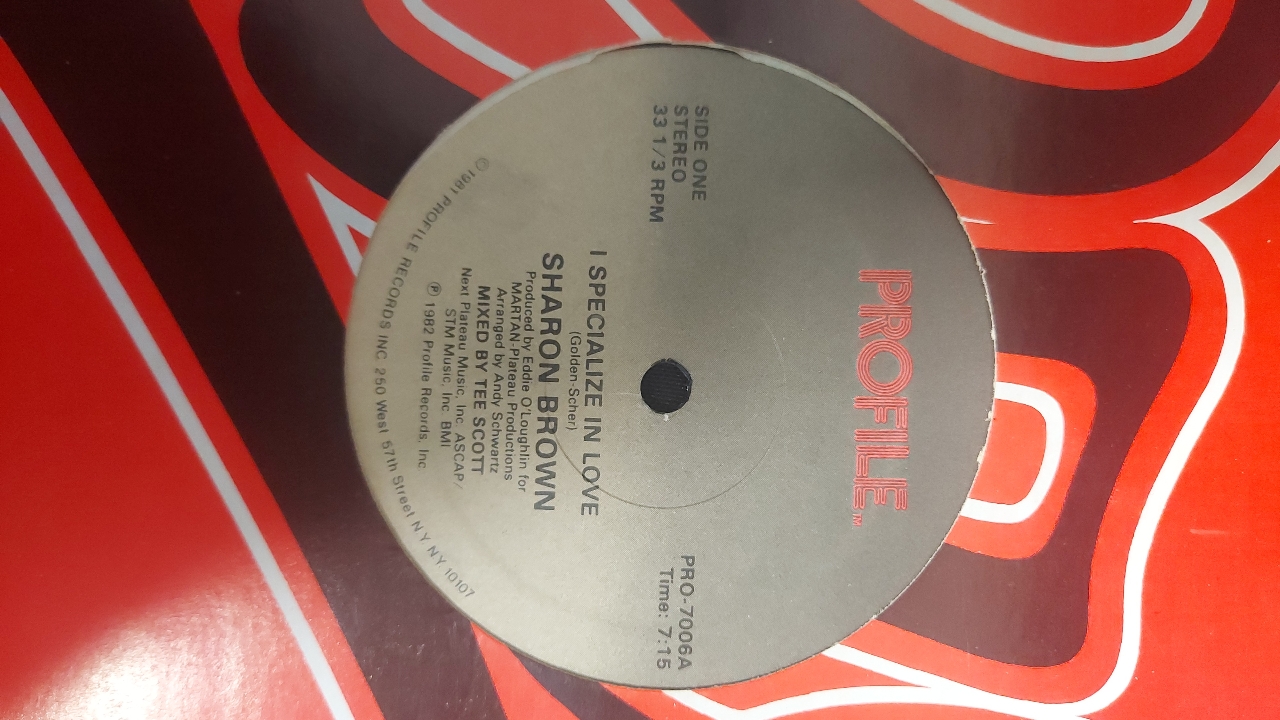 PROFILE™
SIDE ONE
STEREO
33 1/3 RPM
PRO-7006A
Time: 7:15
I SPECIALIZE IN LOVE
(Golden-Scher)
SHARON BROWN
Produced by Eddie O'Loughlin for
MARTAN-Plateau Productions
Arranged by Andy Schwartz
MIXED BY TEE SCOTT
Next Plateau Music, Inc. ASCAP/
STM Music, Inc. BMI
℗ 1982 Profile Records, Inc
© 1981 PROFILE RECORDS INC. 250 West 57th Street N.Y. NY 10107